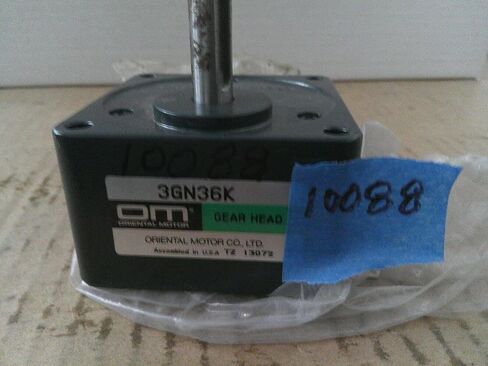 10088
3GN36K
OM
ORIENTAL MOTOR
GEAR HEAD
ORIENTAL MOTOR CO., LTD.
Assembled in U.S.A TZ 13072
10088